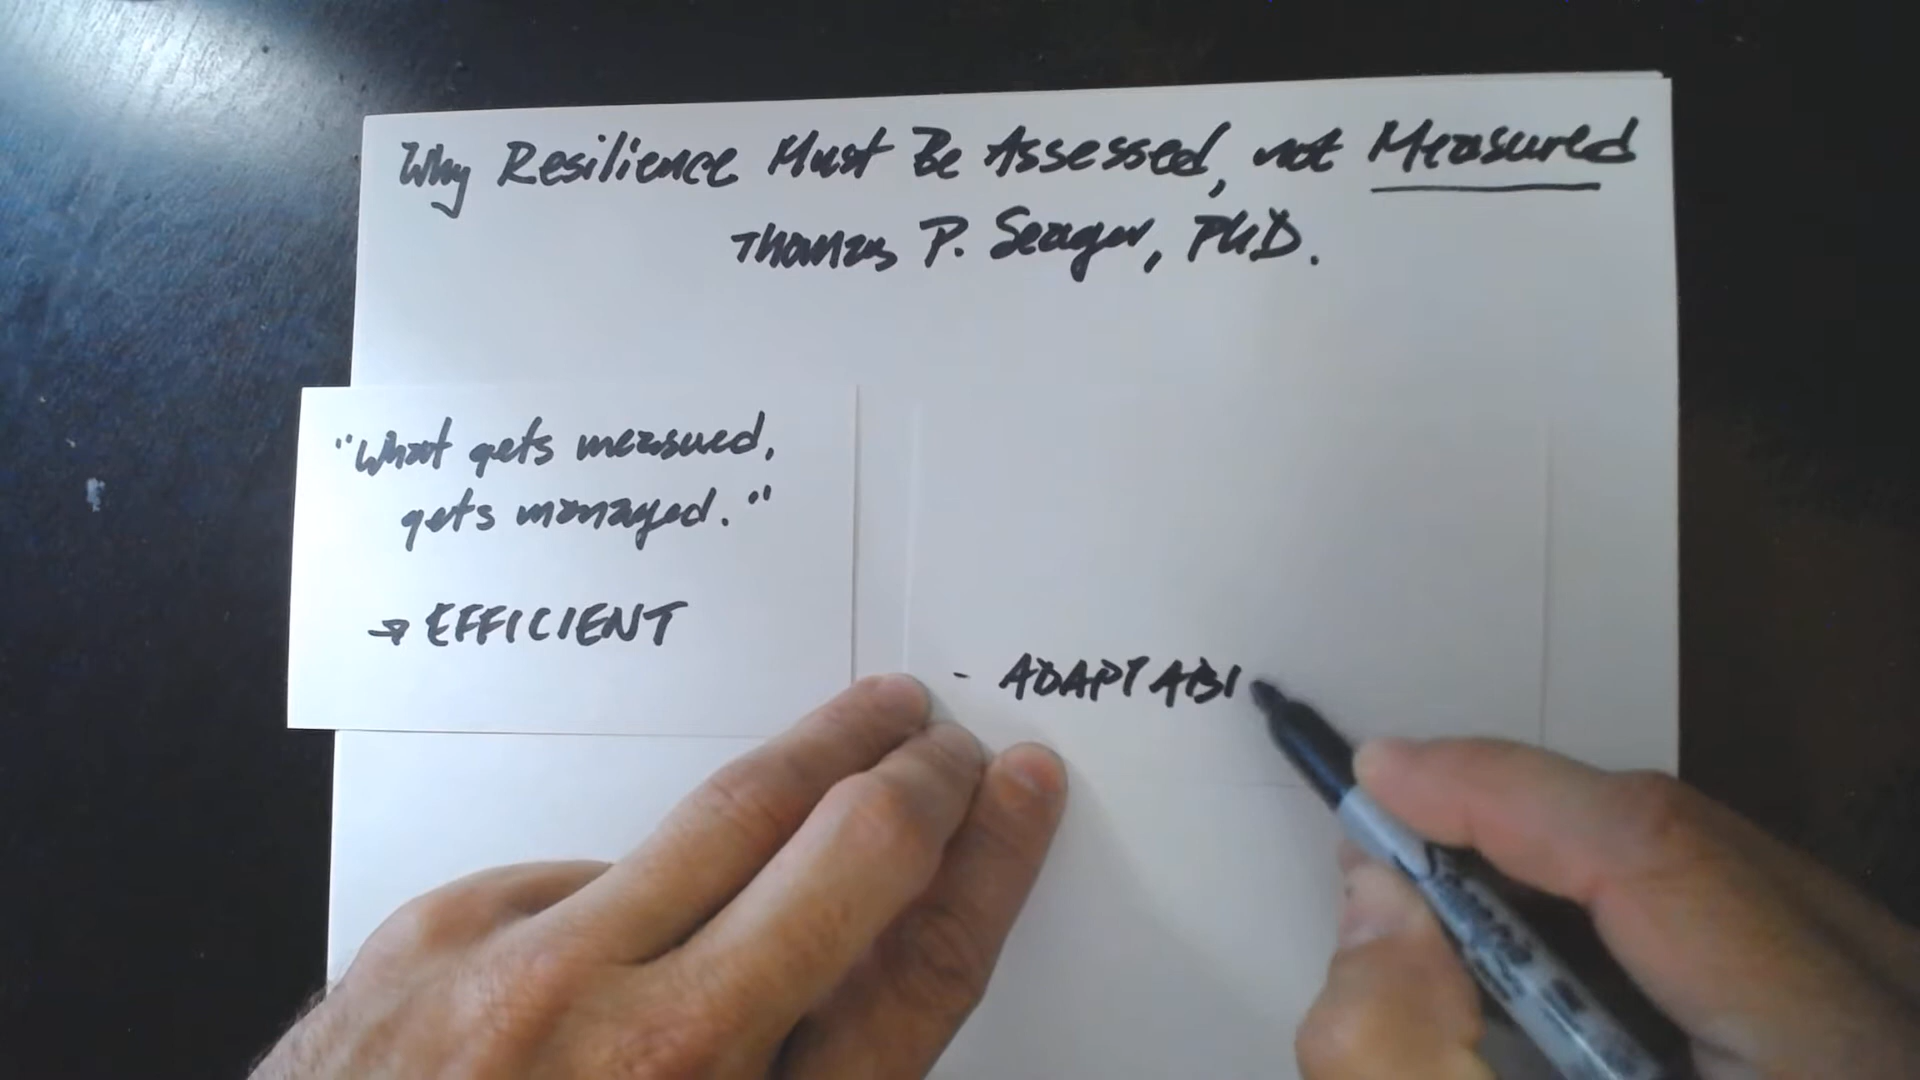 Why Resilience Must Be Assessed, not Measured
Thomas P. Seager, PhD.
"What gets measured,
gets managed."
→ EFFICIENT
- ADAPTABI